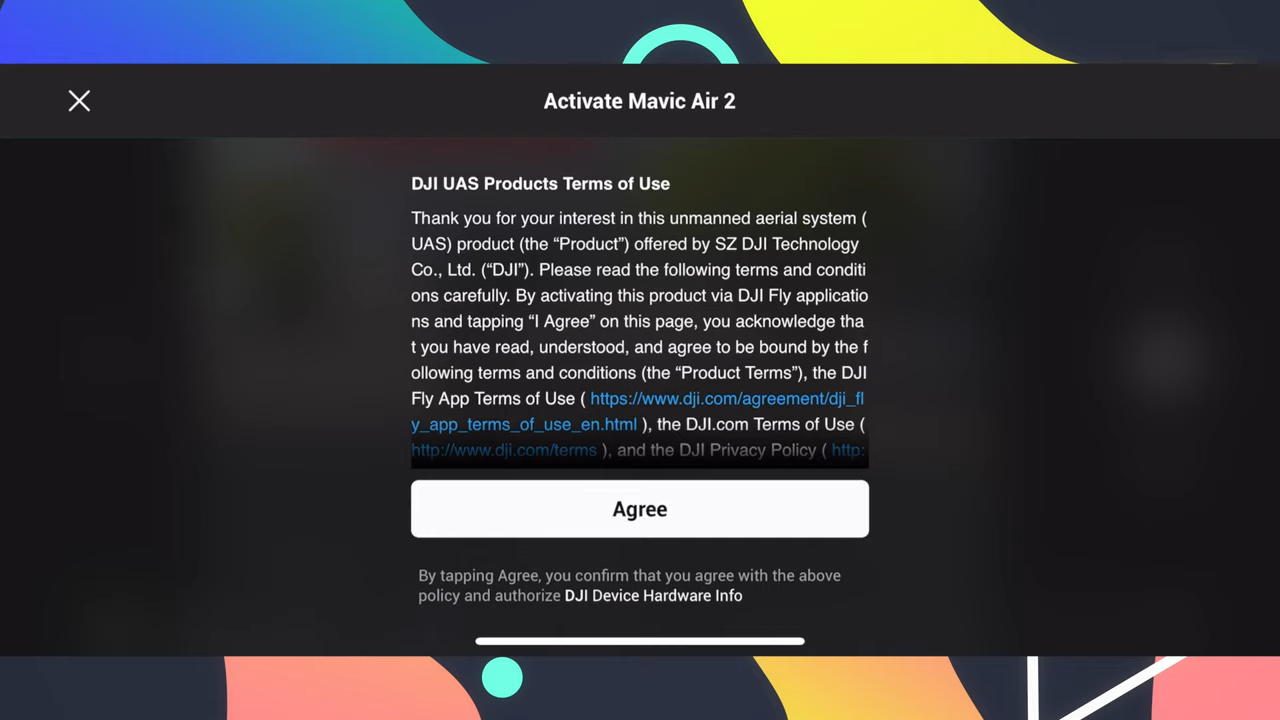 Activate Mavic Air 2
DJI UAS Products Terms of Use
Thank you for your interest in this unmanned aerial system (
UAS) product (the “Product”) offered by SZ DJI Technology
Co., Ltd. (“DJI”). Please read the following terms and conditi
ons carefully. By activating this product via DJI Fly applicatio
ns and tapping “I Agree” on this page, you acknowledge tha
t you have read, understood, and agree to be bound by the f
ollowing terms and conditions (the “Product Terms”), the DJI
Fly App Terms of Use ( https://www.dji.com/agreement/dji_fl
y_app_terms_of_use_en.html ), the DJI.com Terms of Use (
http://www.dji.com/terms ), and the DJI Privacy Policy ( http:
Agree
By tapping Agree, you confirm that you agree with the above
policy and authorize DJI Device Hardware Info